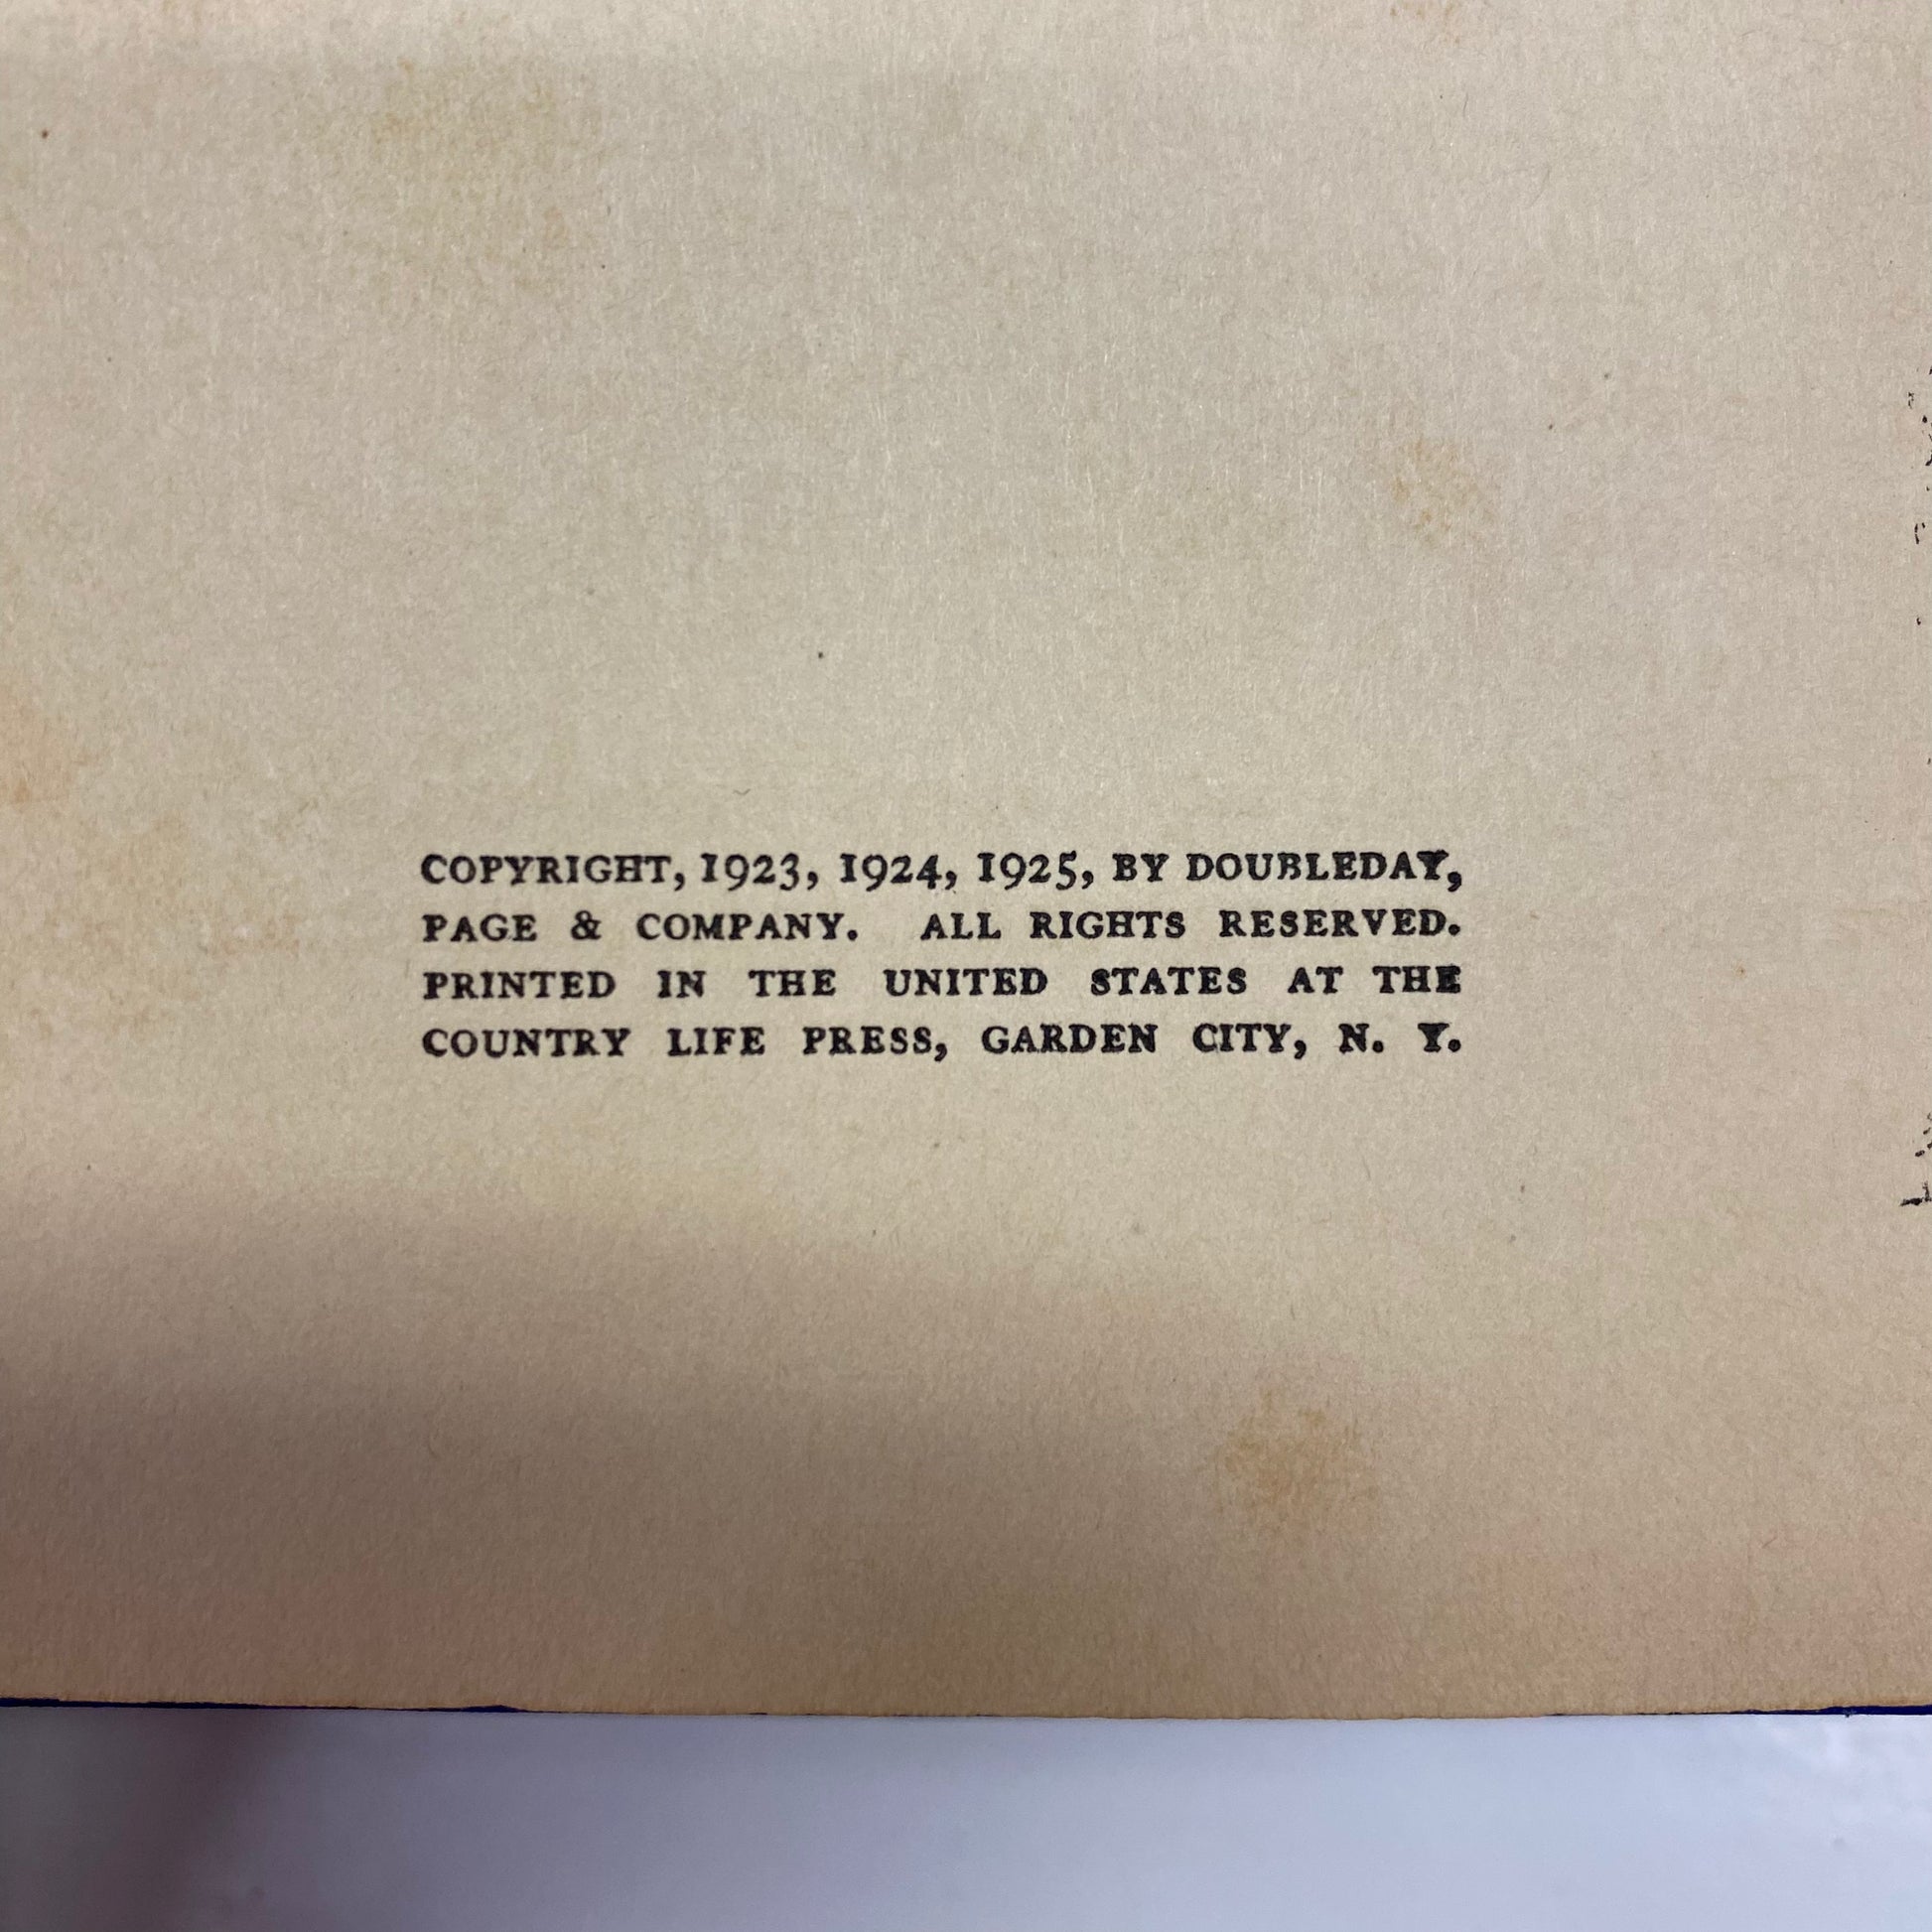 COPYRIGHT, 1923, 1924, 1925, BY DOUBLEDAY,
PAGE & COMPANY. ALL RIGHTS RESERVED.
PRINTED IN THE UNITED STATES AT THE
COUNTRY LIFE PRESS, GARDEN CITY, N. Y.